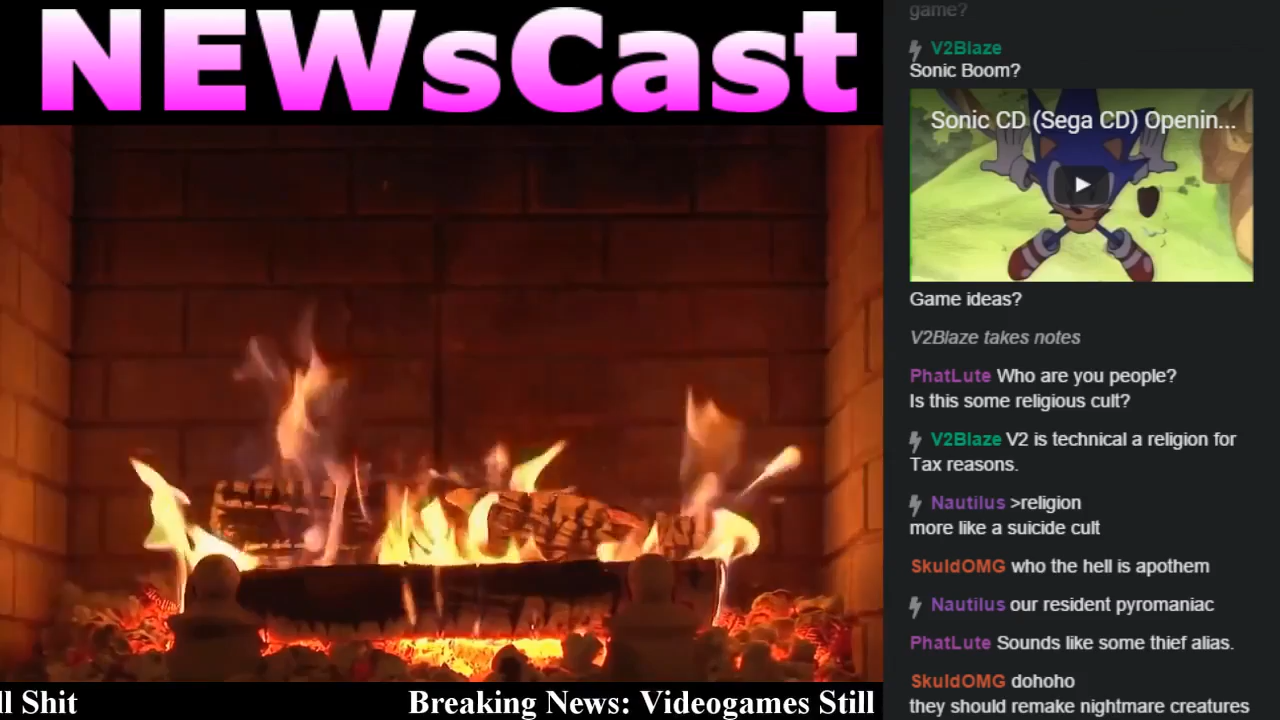 NEWsCast
game?
V2Blaze
Sonic Boom?
Sonic CD (Sega CD) Openin...
Game ideas?
V2Blaze takes notes
PhatLute Who are you people?
Is this some religious cult?
V2Blaze V2 is technical a religion for
Tax reasons.
Nautilus >religion
more like a suicide cult
SkuldOMG who the hell is apothem
Nautilus our resident pyromaniac
PhatLute Sounds like some thief alias.
SkuldOMG dohoho
they should remake nightmare creatures
ll Shit
Breaking News: Videogames Still